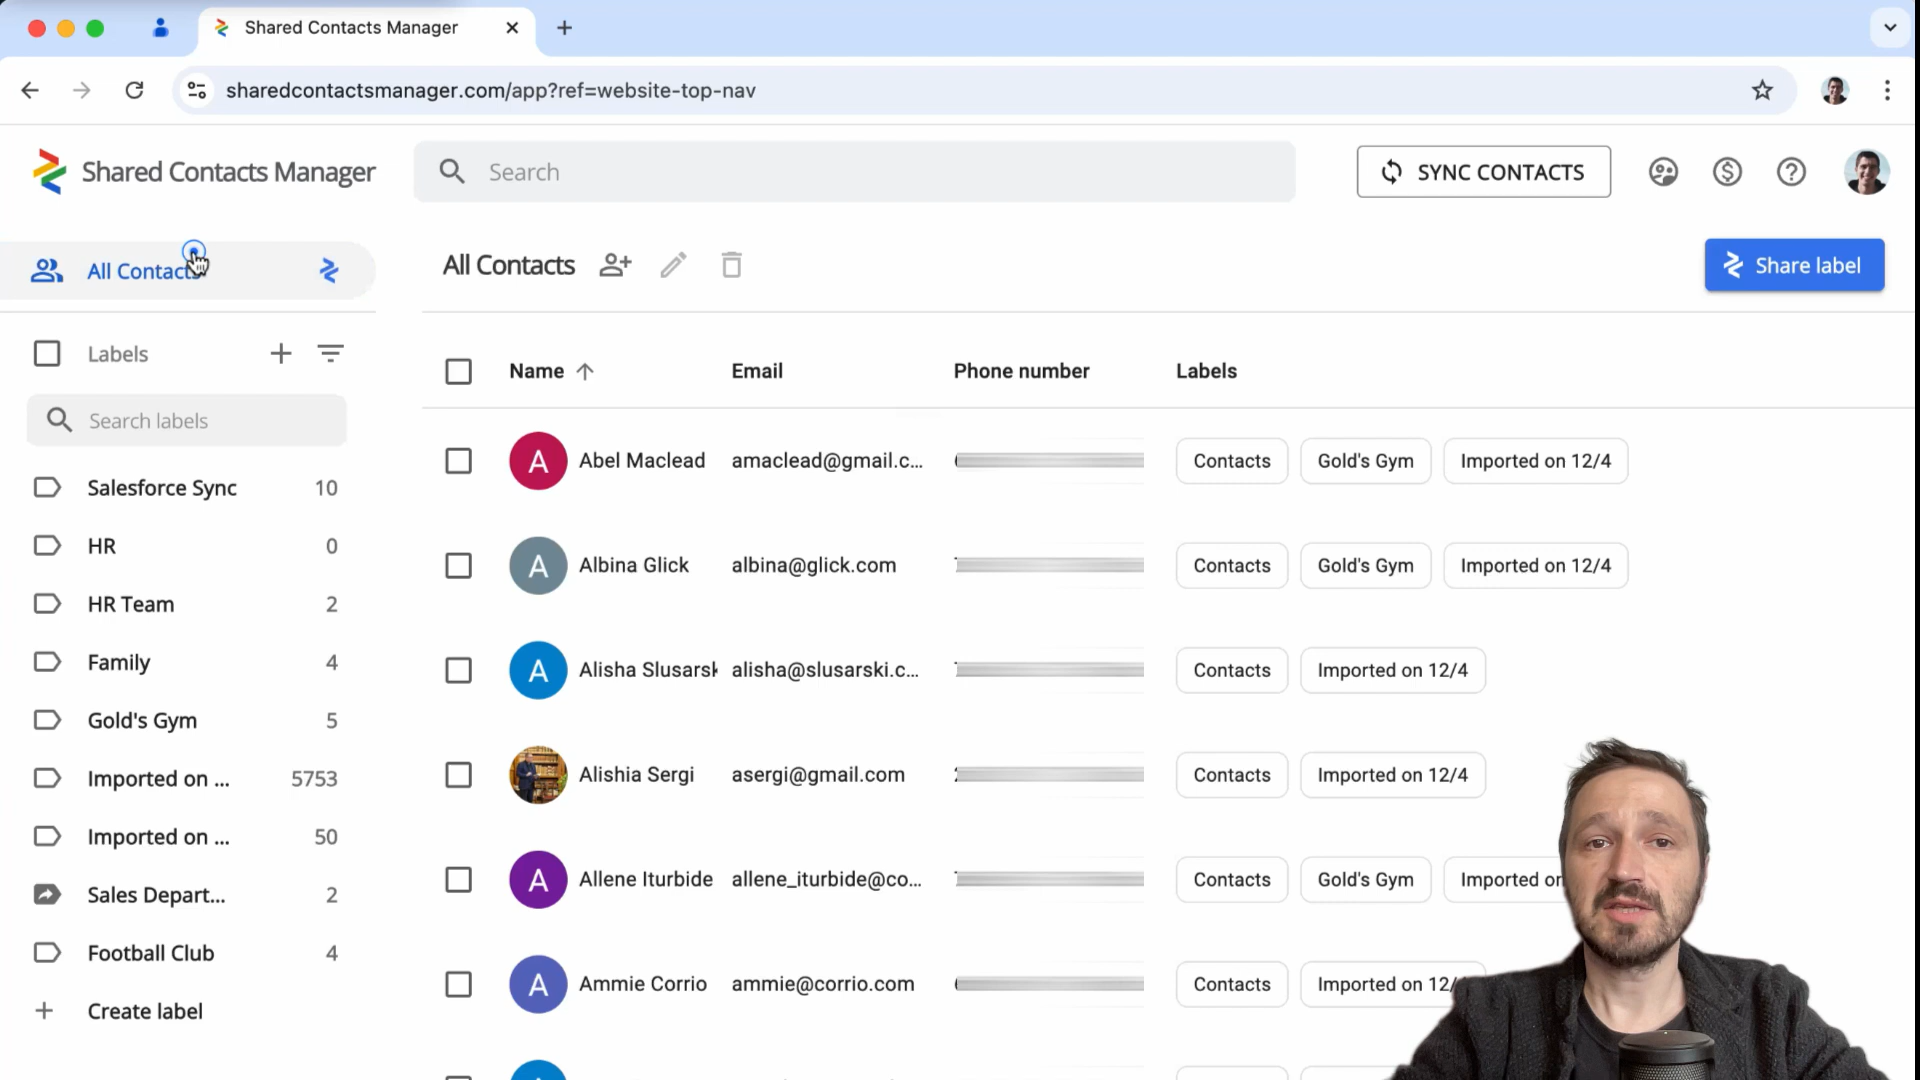 Shared Contacts Manager
sharedcontactsmanager.com/app?ref=website-top-nav
Shared Contacts Manager
Search
SYNC CONTACTS
All Contacts
All Contacts
Share label
Labels
Search labels
Salesforce Sync 10
HR 0
HR Team 2
Family 4
Gold's Gym 5
Imported on ... 5753
Imported on ... 50
Sales Depart... 2
Football Club 4
Create label
Name Email Phone number Labels
A Abel Maclead amaclead@gmail.c... Contacts Gold's Gym Imported on 12/4
A Albina Glick albina@glick.com Contacts Gold's Gym Imported on 12/4
A Alisha Slusarsk alisha@slusarski.c... Contacts Imported on 12/4
Alishia Sergi asergi@gmail.com Contacts Imported on 12/4
A Allene Iturbide allene_iturbide@co... Contacts Gold's Gym Imported on
A Ammie Corrio ammie@corrio.com Contacts Imported on 12/